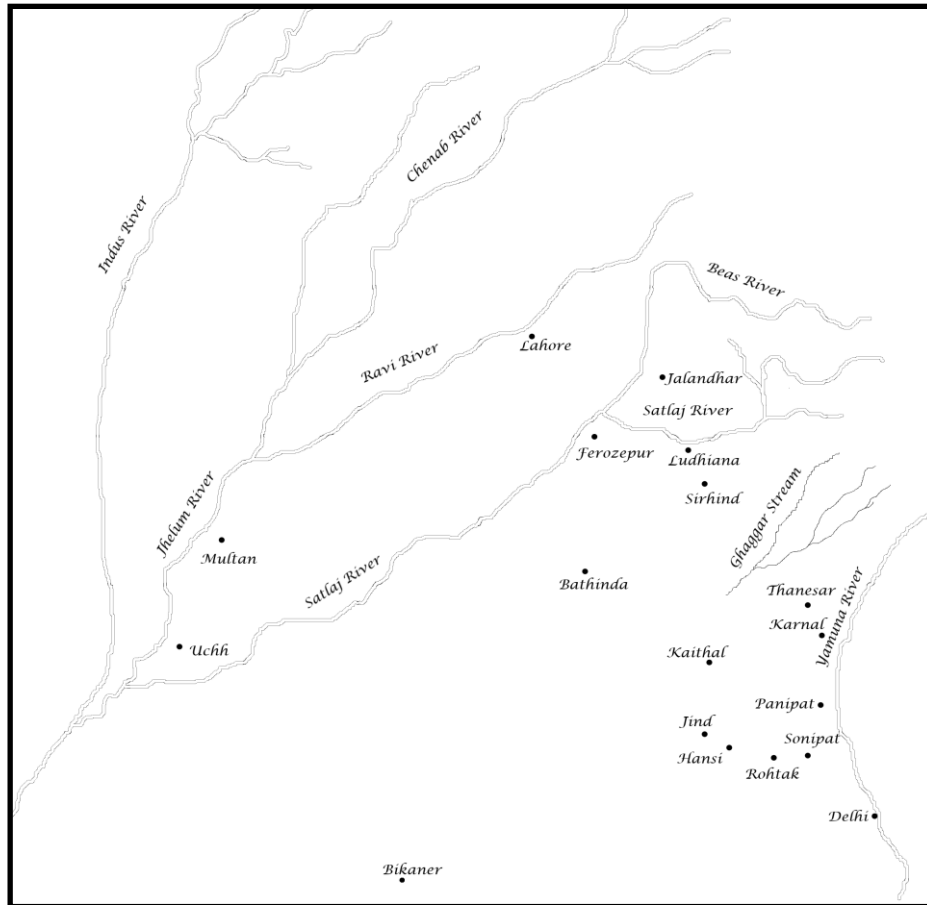 Chenab River
Indus River
Beas River
Lahore
Ravi River
Jalandhar
Satlaj River
Ferozepur
Ludhiana
Sirhind
Ghaggar Stream
Jhelum River
Multan
Satlaj River
Bathinda
Thanesar
Karnal
Yamuna River
Uchh
Kaithal
Panipat
Jind
Sonipat
Hansi
Rohtak
Delhi
Bikaner